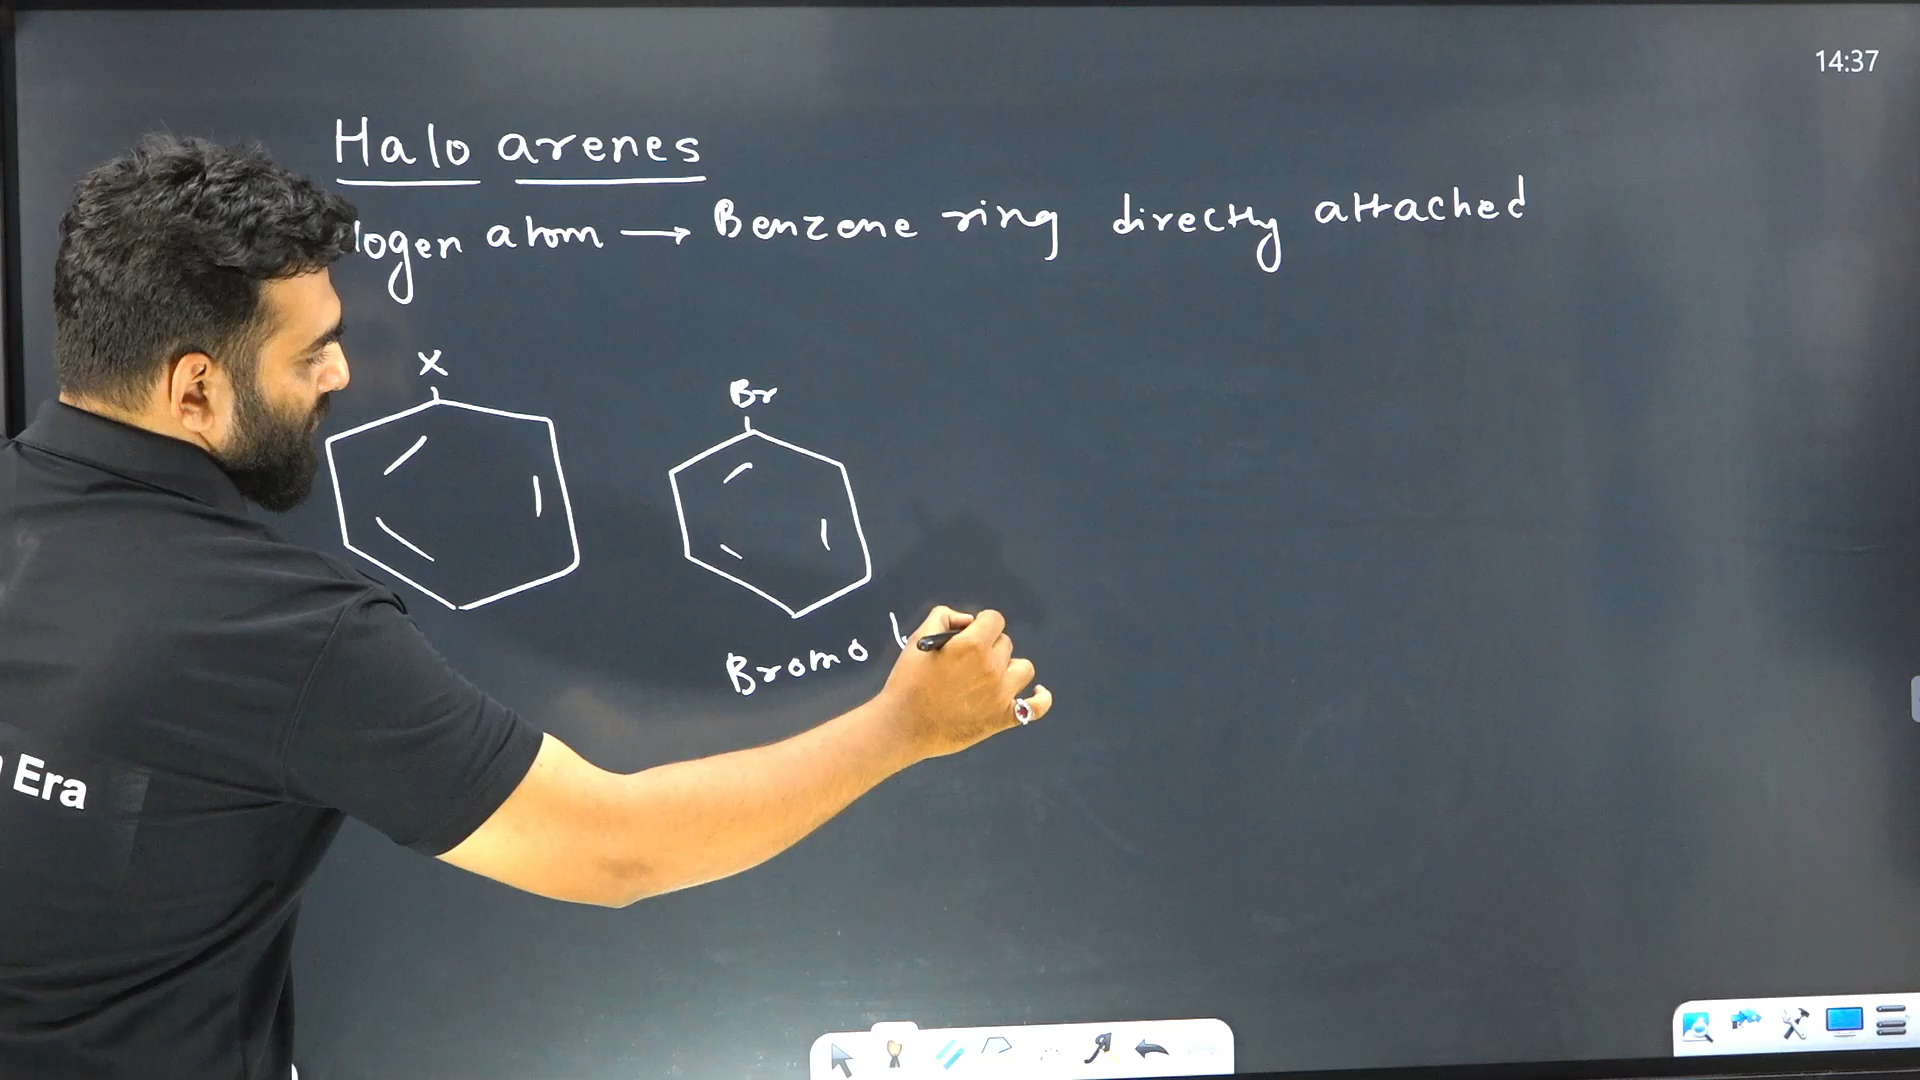 14:37
Halo arenes
logen atom → Benzene ring directly attached
X
Br
Bromo b
Era